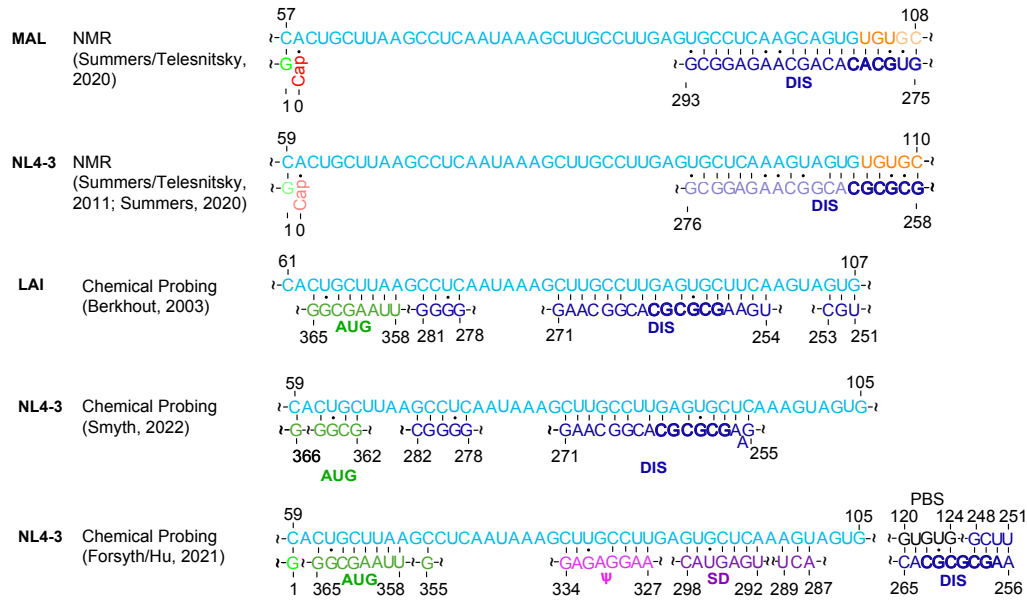 57 108
MAL NMR (Summers/Telesnitsky, 2020)
~-CACUGCUUAAGCCUCAAUAAAGCUUGCCUUGAGUGCCUCAAGCAGUGUGUGC-~
~-G Cap ~-GCGGAGAACGACACACGUG-~
DIS
1 0 293 275
59 110
NL4-3 NMR (Summers/Telesnitsky, 2011; Summers, 2020)
~-CACUGCUUAAGCCUCAAUAAAGCUUGCCUUGAGUGCUCAAAGUAGUGUGUGC-~
~-G Cap ~-GCGGAGAACGGCACGCGCG-~
DIS
1 0 276 258
61 107
LAI Chemical Probing (Berkhout, 2003)
~-CACUGCUUAAGCCUCAAUAAAGCUUGCCUUGAGUGCUUCAAGUAGUG-~
~-GGCGAAUU-~ ~-GGGG-~ ~-GAACGGCACGCGCGAAGU-~ ~-CGU-~
AUG DIS
365 358 281 278 271 254 253 251
59 105
NL4-3 Chemical Probing (Smyth, 2022)
~-CACUGCUUAAGCCUCAAUAAAGCUUGCCUUGAGUGCUCAAAGUAGUG-~
~-G-~-GGCG-~ ~-CGGGG-~ ~-GAACGGCACGCGCGAG-~
A
366 362 282 278 271 255
AUG DIS
PBS
59 105 120 124 248 251
NL4-3 Chemical Probing (Forsyth/Hu, 2021)
~-CACUGCUUAAGCCUCAAUAAAGCUUGCCUUGAGUGCUCAAAGUAGUG-~ ~-GUGUG-~-GCUU-~
~-G-~-GGCGAAUU-~-G-~ ~-GAGAGGAA-~ ~-CAUGAGU-~-UCA-~ ~-CACGCGCGAA-~
AUG Ψ SD DIS
1 365 358 355 334 327 298 292 289 287 265 256